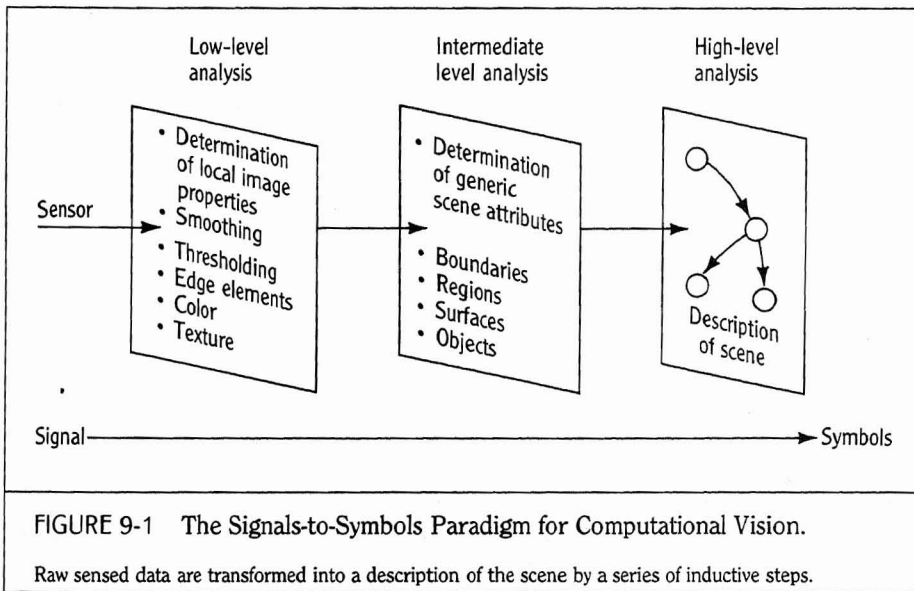 Low-level
analysis
Intermediate
level analysis
High-level
analysis
Sensor
• Determination
of local image
properties
• Smoothing
• Thresholding
• Edge elements
• Color
• Texture
• Determination
of generic
scene attributes
• Boundaries
• Regions
• Surfaces
• Objects
Description
of scene
Signal
Symbols
FIGURE 9-1 The Signals-to-Symbols Paradigm for Computational Vision.
Raw sensed data are transformed into a description of the scene by a series of inductive steps.